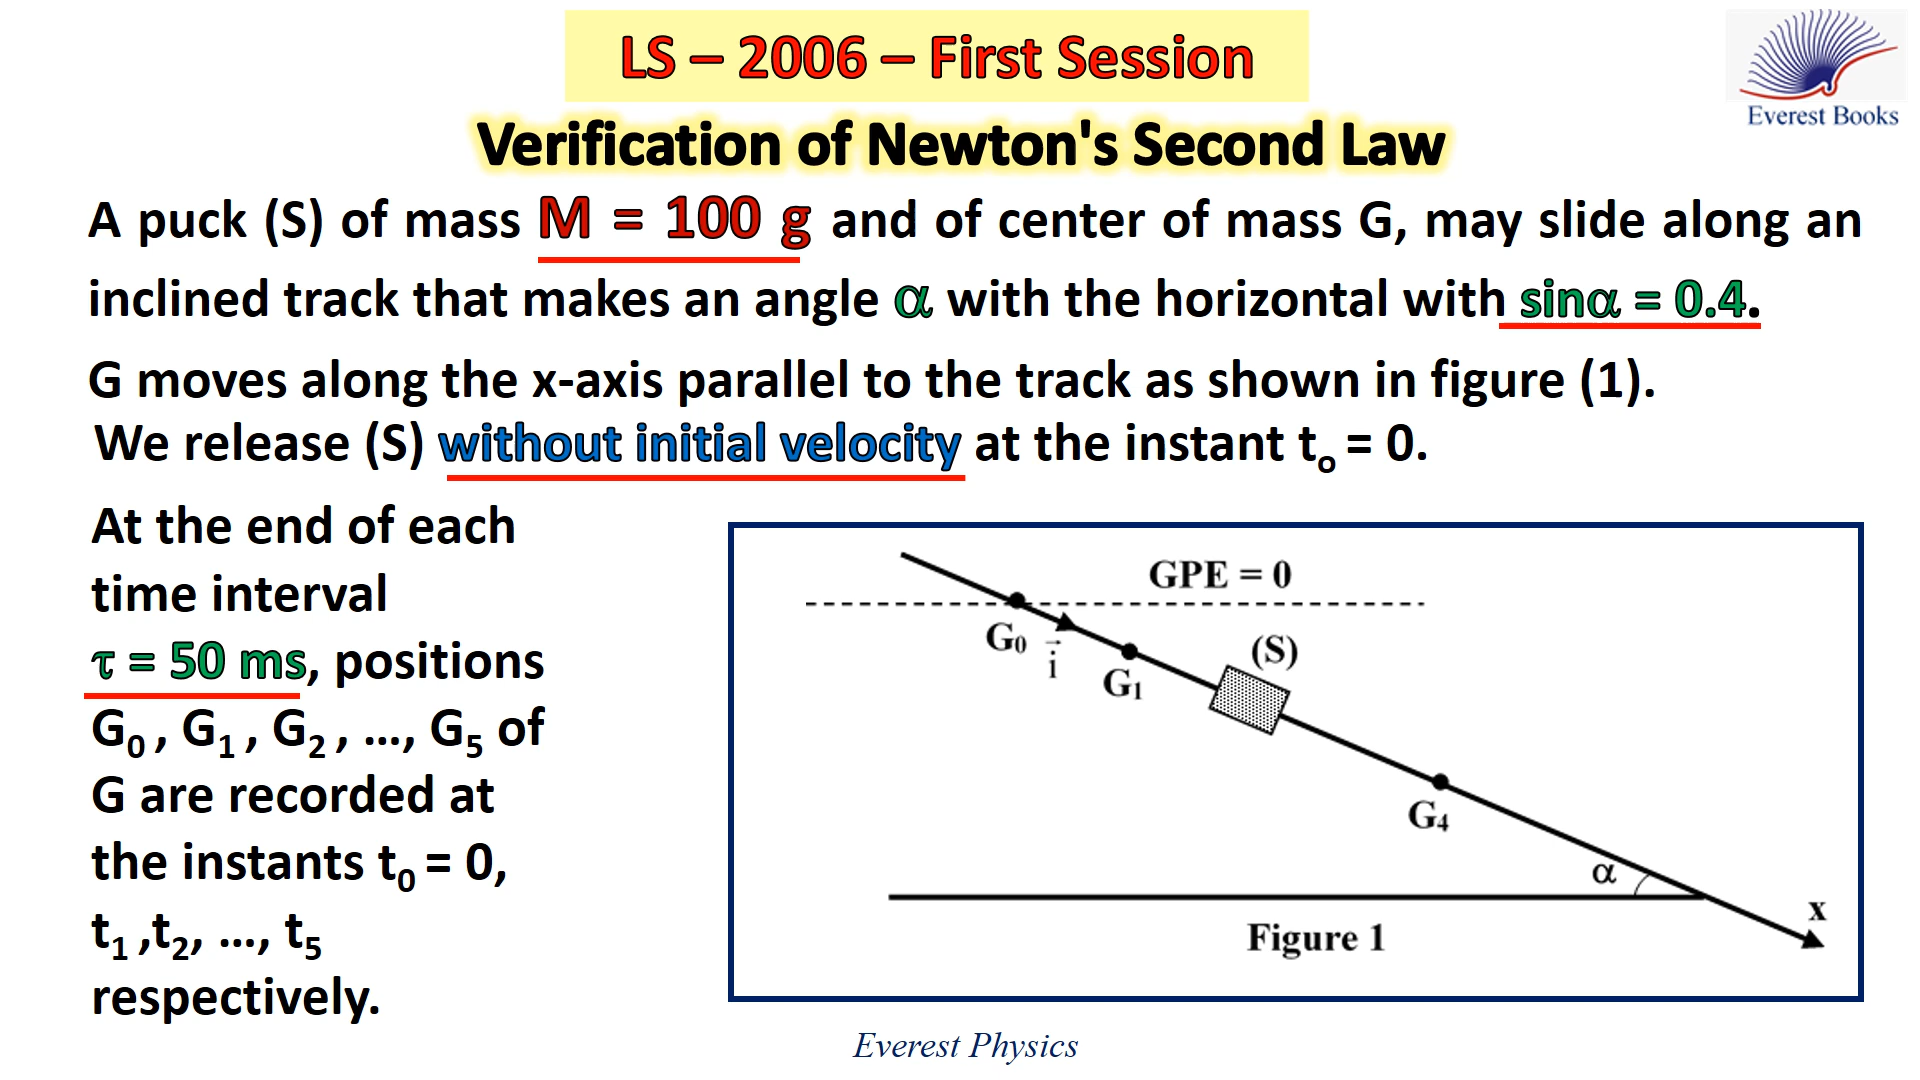 LS – 2006 – First Session
Everest Books
Verification of Newton's Second Law
A puck (S) of mass M = 100 g and of center of mass G, may slide along an
inclined track that makes an angle α with the horizontal with sinα = 0.4.
G moves along the x-axis parallel to the track as shown in figure (1).
We release (S) without initial velocity at the instant tₒ = 0.
At the end of each
time interval
τ = 50 ms, positions
G₀ , G₁ , G₂ , ..., G₅ of
G are recorded at
the instants t₀ = 0,
t₁ ,t₂, ..., t₅
respectively.
GPE = 0
G₀
i⃗
G₁
(S)
G₄
α
x
Figure 1
Everest Physics